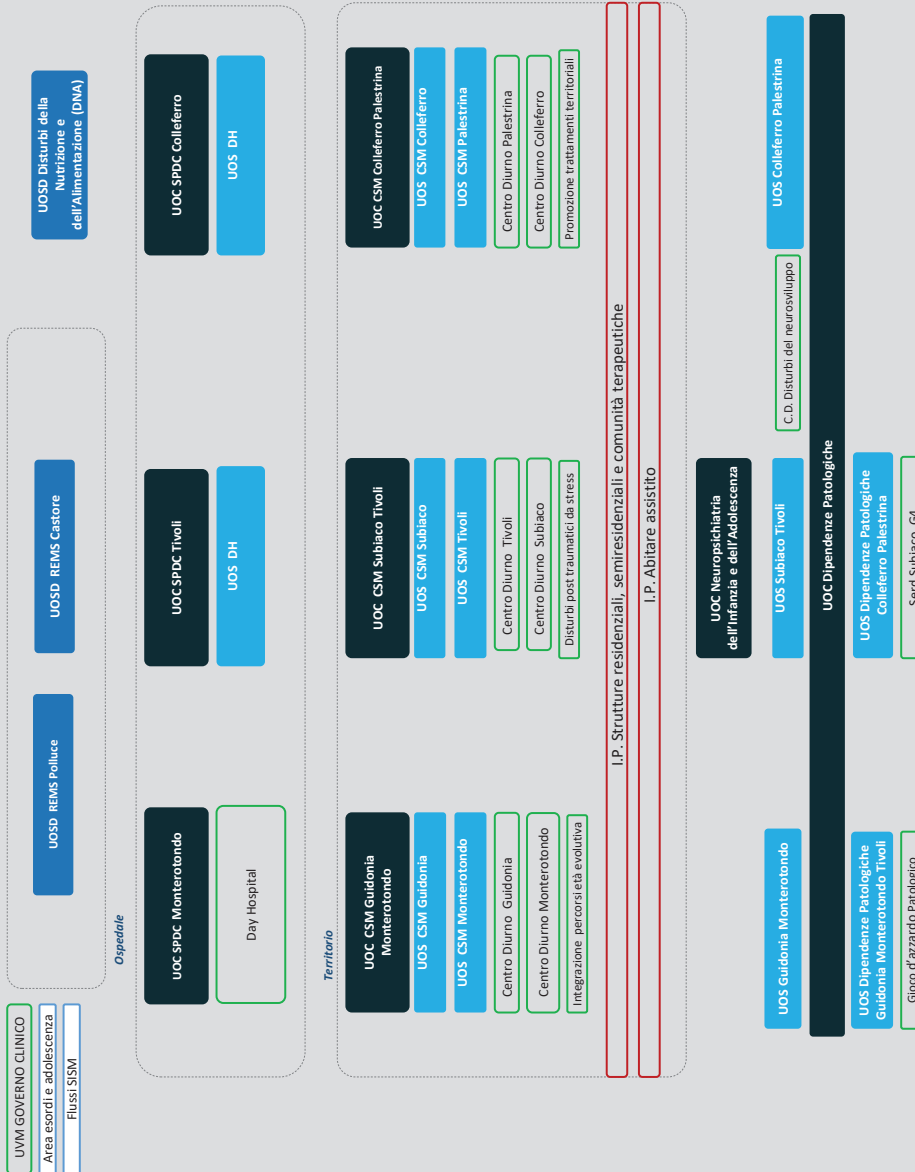 UVM GOVERNO CLINICO
Area esordi e adolescenza
Flussi SISM
UOSD REMS Polluce
UOSD REMS Castore
UOSD Disturbi della
Nutrizione e
dell'Alimentazione (DNA)
Ospedale
UOC SPDC Monterotondo
Day Hospital
UOC SPDC Tivoli
UOS DH
UOC SPDC Colleferro
UOS DH
Territorio
UOC CSM Guidonia
Monterotondo
UOS CSM Guidonia
UOS CSM Monterotondo
Centro Diurno Guidonia
Centro Diurno Monterotondo
Integrazione percorsi età evolutiva
UOC CSM Subiaco Tivoli
UOS CSM Subiaco
UOS CSM Tivoli
Centro Diurno Tivoli
Centro Diurno Subiaco
Disturbi post traumatici da stress
UOC CSM Colleferro Palestrina
UOS CSM Colleferro
UOS CSM Palestrina
Centro Diurno Palestrina
Centro Diurno Colleferro
Promozione trattamenti territoriali
I.P. Strutture residenziali, semiresidenziali e comunità terapeutiche
I.P. Abitare assistito
UOC Neuropsichiatria
dell'Infanzia e dell'Adolescenza
UOS Guidonia Monterotondo
UOS Subiaco Tivoli
C.D. Disturbi del neurosviluppo
UOS Colleferro Palestrina
UOC Dipendenze Patologiche
UOS Dipendenze Patologiche
Guidonia Monterotondo Tivoli
UOS Dipendenze Patologiche
Colleferro Palestrina
Gioco d'azzardo Patologico
Serd Subiaco G4